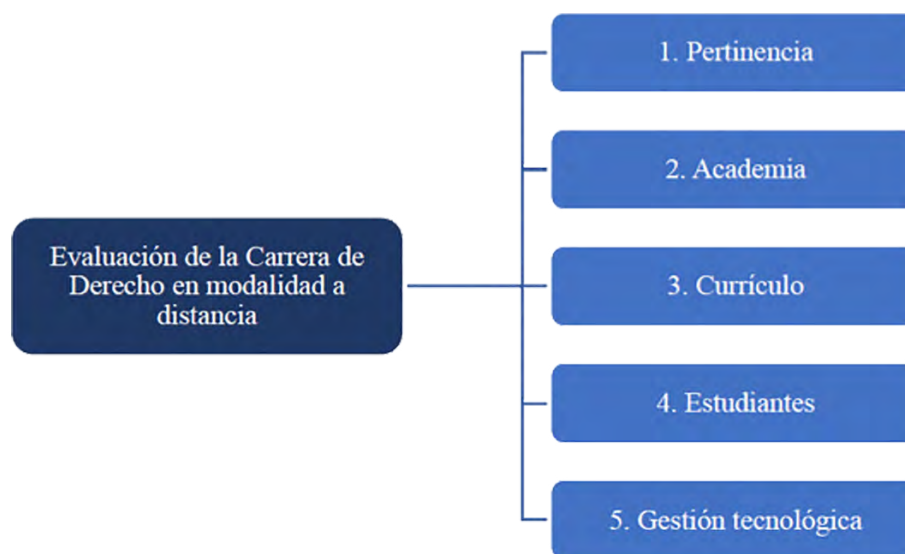 1. Pertinencia
2. Academia
Evaluación de la Carrera de
Derecho en modalidad a
distancia
3. Currículo
4. Estudiantes
5. Gestión tecnológica